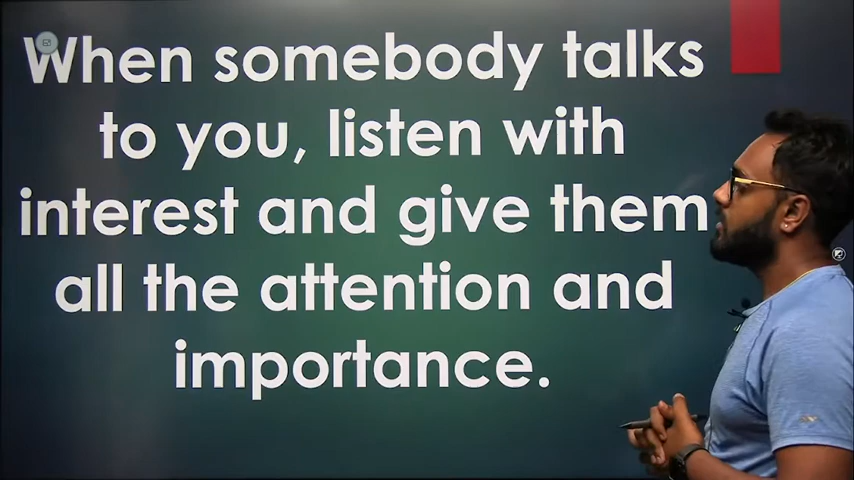 When somebody talks
to you, listen with
interest and give them
all the attention and
importance.